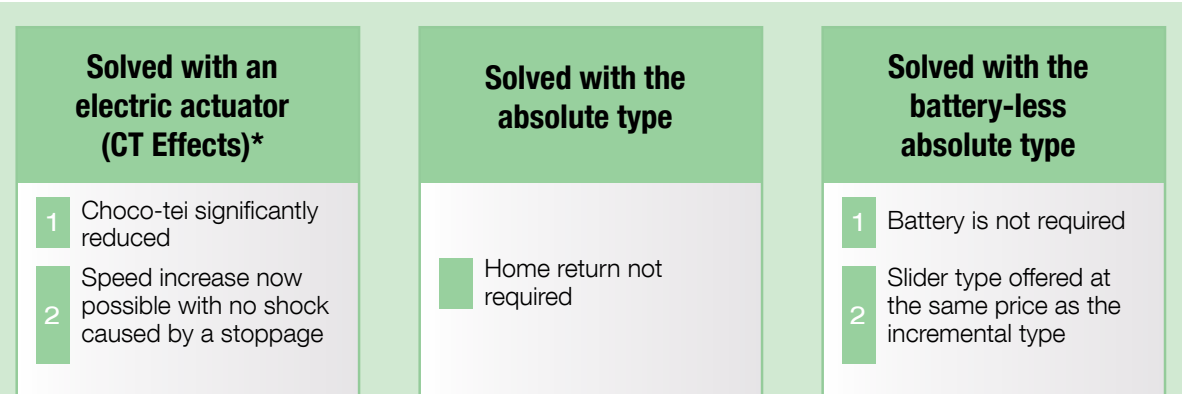 Solved with an
electric actuator
(CT Effects)*
1
Choco-tei significantly
reduced
2
Speed increase now
possible with no shock
caused by a stoppage
Solved with the
absolute type
Home return not
required
Solved with the
battery-less
absolute type
1
Battery is not required
2
Slider type offered at
the same price as the
incremental type